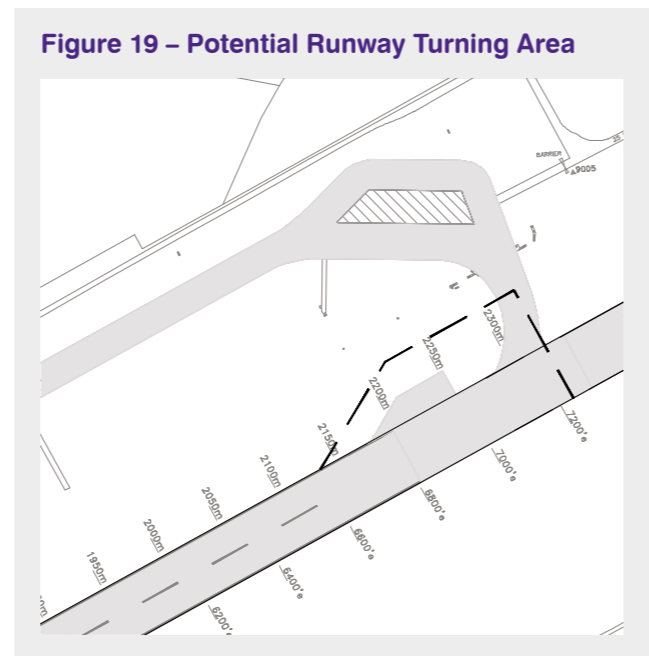 Figure 19 – Potential Runway Turning Area
BARRIER
9005
2300m
2250m
2200m
2150m
2100m
2050m
2000m
1950m
7200's
7000's
6800's
6600's
6400's
6200's